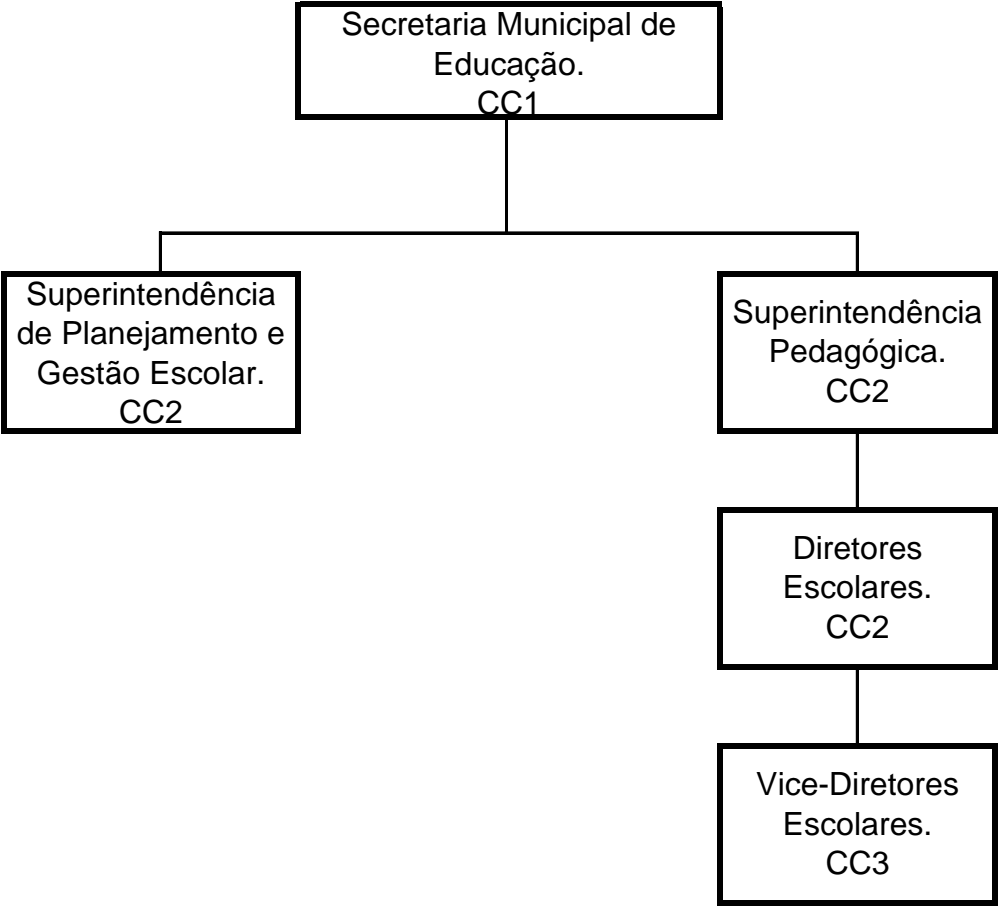 Secretaria Municipal de
Educação.
CC1
Superintendência
de Planejamento e
Gestão Escolar.
CC2
Superintendência
Pedagógica.
CC2
Diretores
Escolares.
CC2
Vice-Diretores
Escolares.
CC3